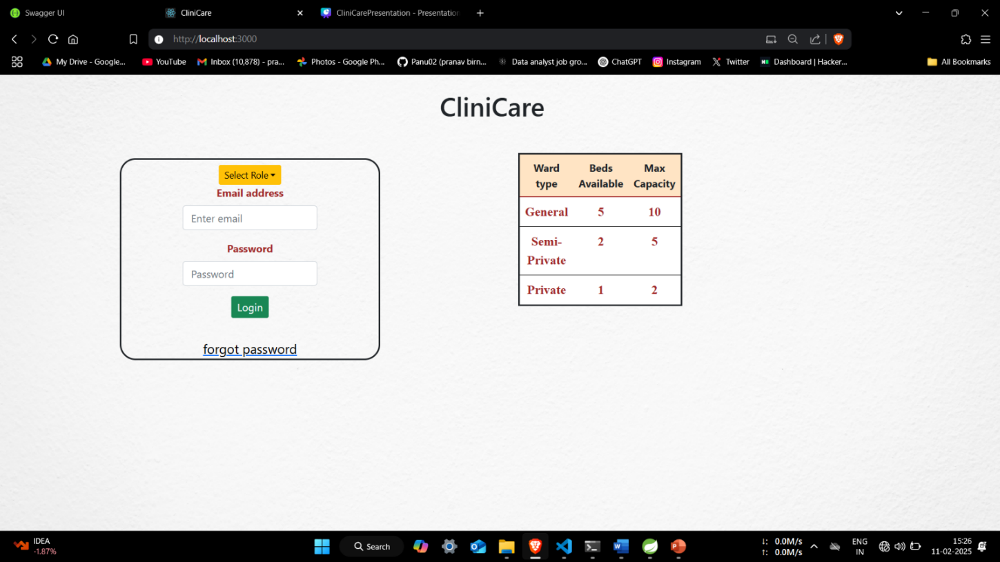 Swagger UI
CliniCare
CliniCarePresentation - Presentation
http://localhost:3000
My Drive - Google...
YouTube
Inbox (10,878) - pra...
Photos - Google Ph...
Panu02 (pranav birn...
Data analyst job gro...
ChatGPT
Instagram
Twitter
Dashboard | Hacker...
All Bookmarks
CliniCare
Select Role
Email address
Enter email
Password
Password
Login
forgot password
Ward type Beds Available Max Capacity
General 5 10
Semi-Private 2 5
Private 1 2
IDEA
-1.87%
Search
↓: 0.0M/s
↑: 0.0M/s
ENG
IN
15:26
11-02-2025